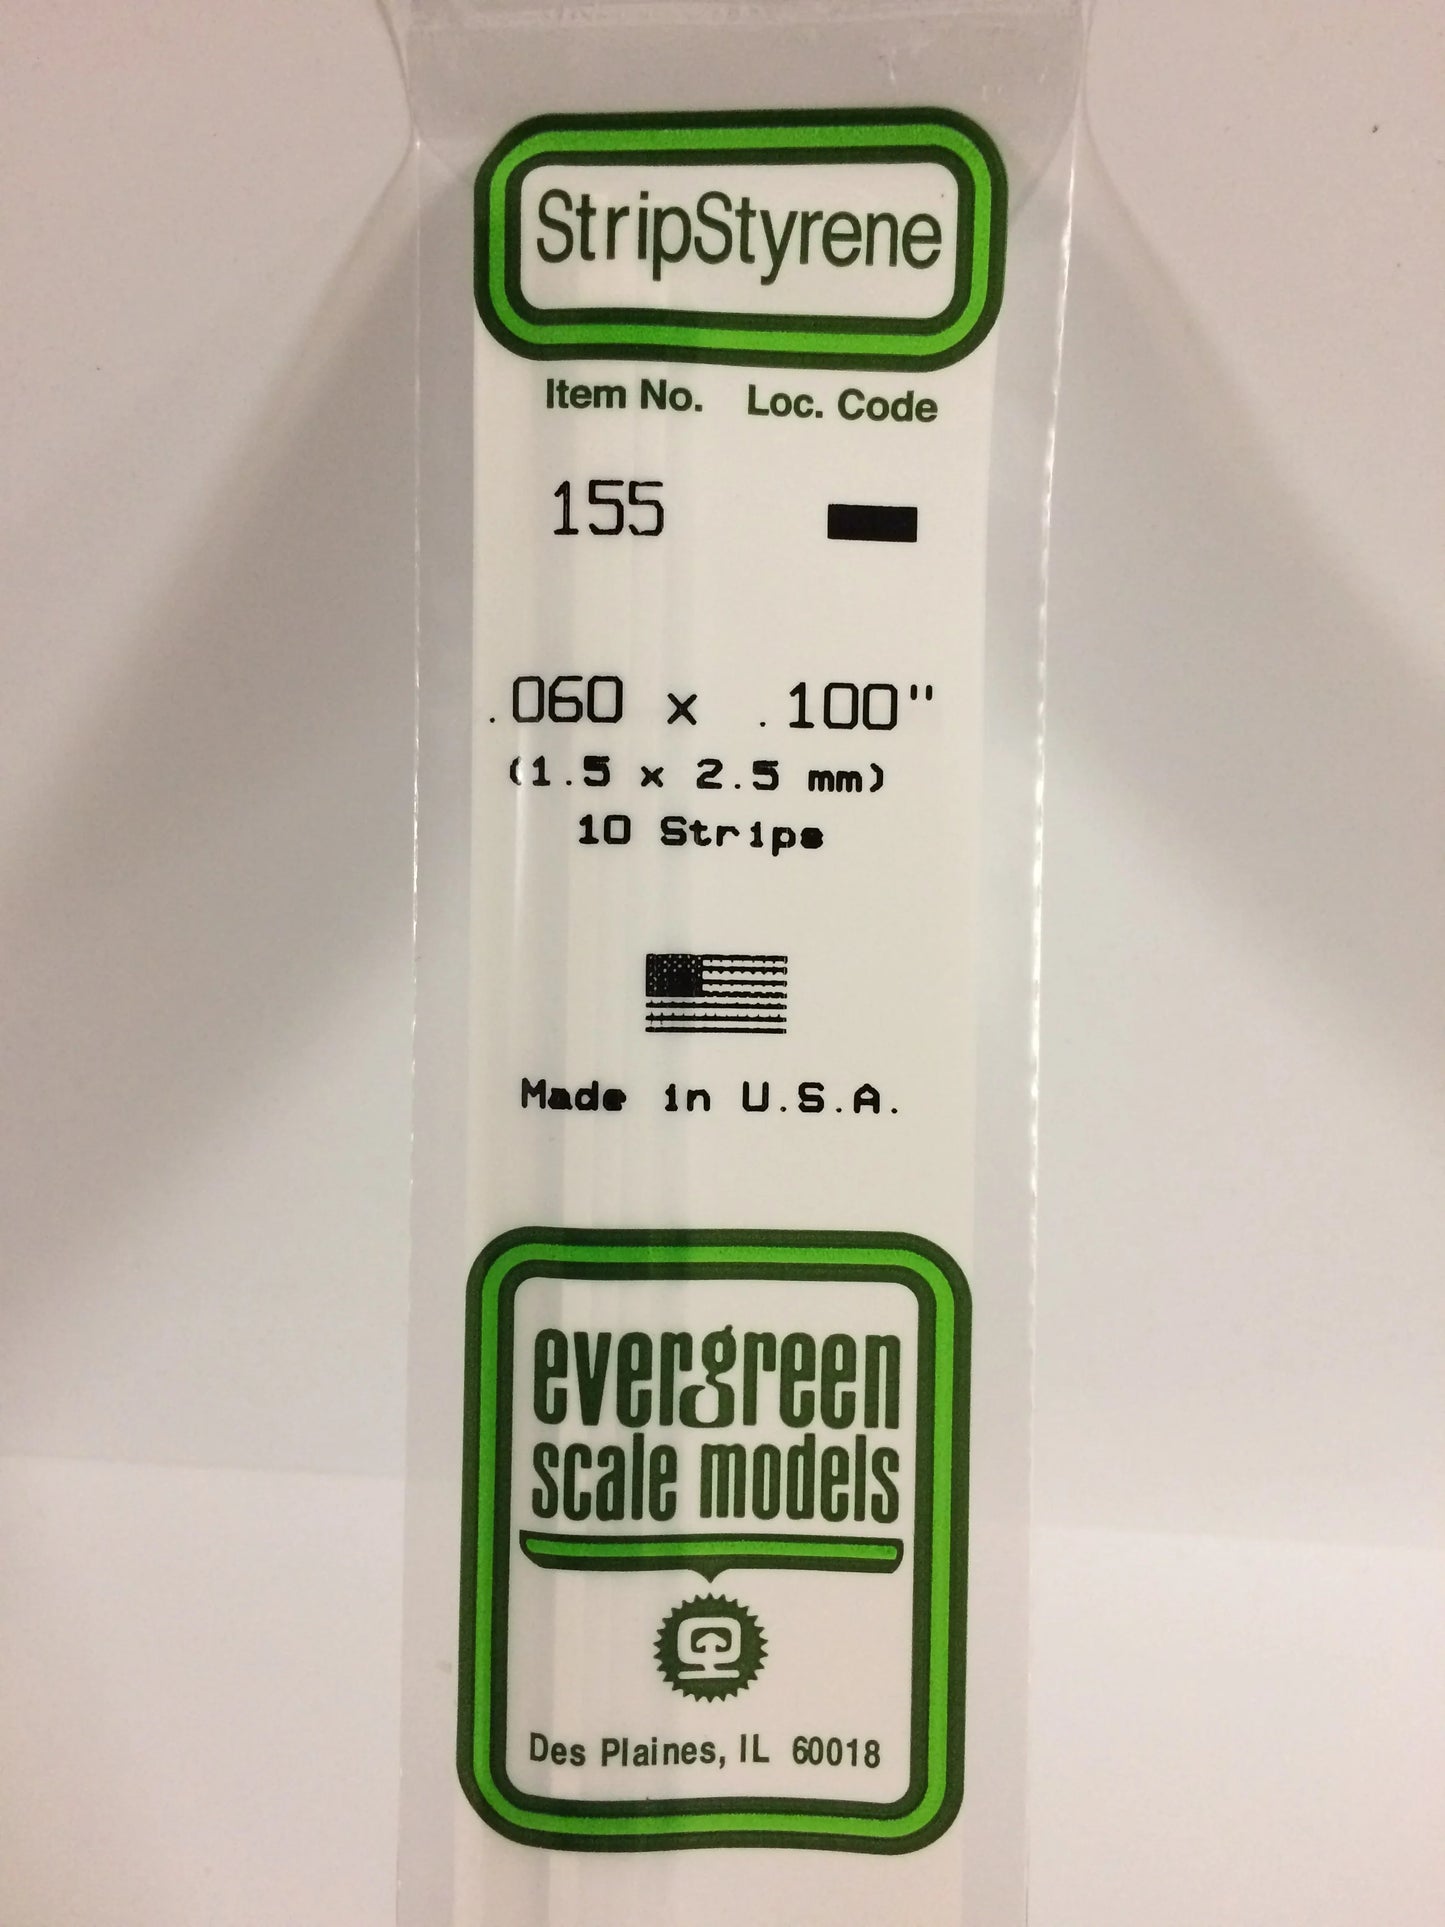 StripStyrene
Item No. Loc. Code
155
.060 x .100"
(1.5 x 2.5 mm)
10 Strips
Made in U.S.A.
evergreen
scale models
Des Plaines, IL 60018